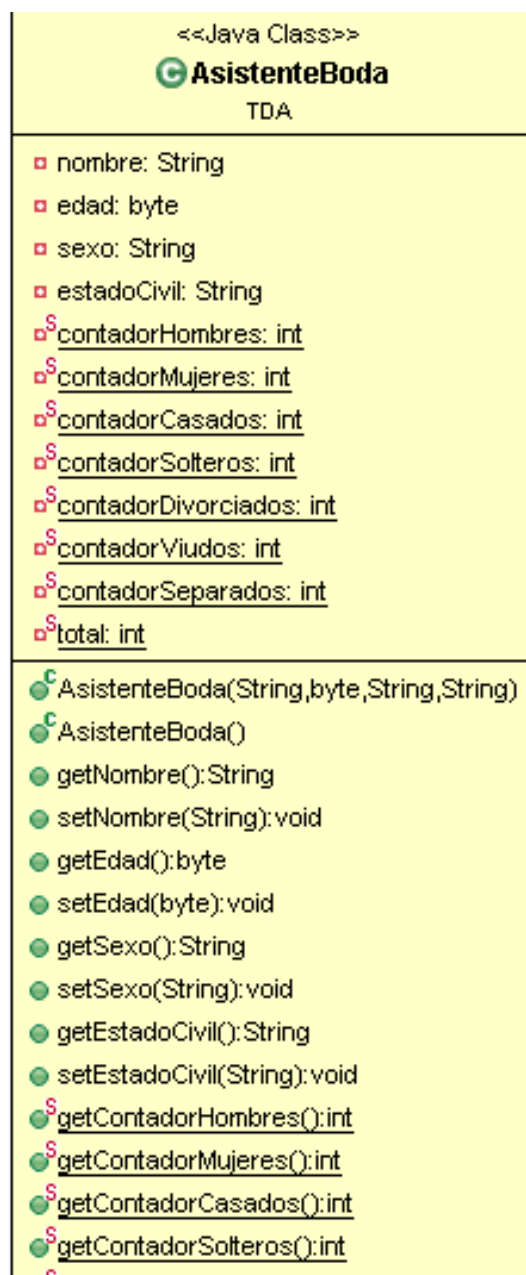 <<Java Class>>
C AsistenteBoda
TDA
nombre: String
edad: byte
sexo: String
estadoCivil: String
S contadorHombres: int
S contadorMujeres: int
S contadorCasados: int
S contadorSolteros: int
S contadorDivorciados: int
S contadorViudos: int
S contadorSeparados: int
S total: int
C AsistenteBoda(String,byte,String,String)
C AsistenteBoda()
getNombre():String
setNombre(String):void
getEdad():byte
setEdad(byte):void
getSexo():String
setSexo(String):void
getEstadoCivil():String
setEstadoCivil(String):void
S getContadorHombres():int
S getContadorMujeres():int
S getContadorCasados():int
S getContadorSolteros():int